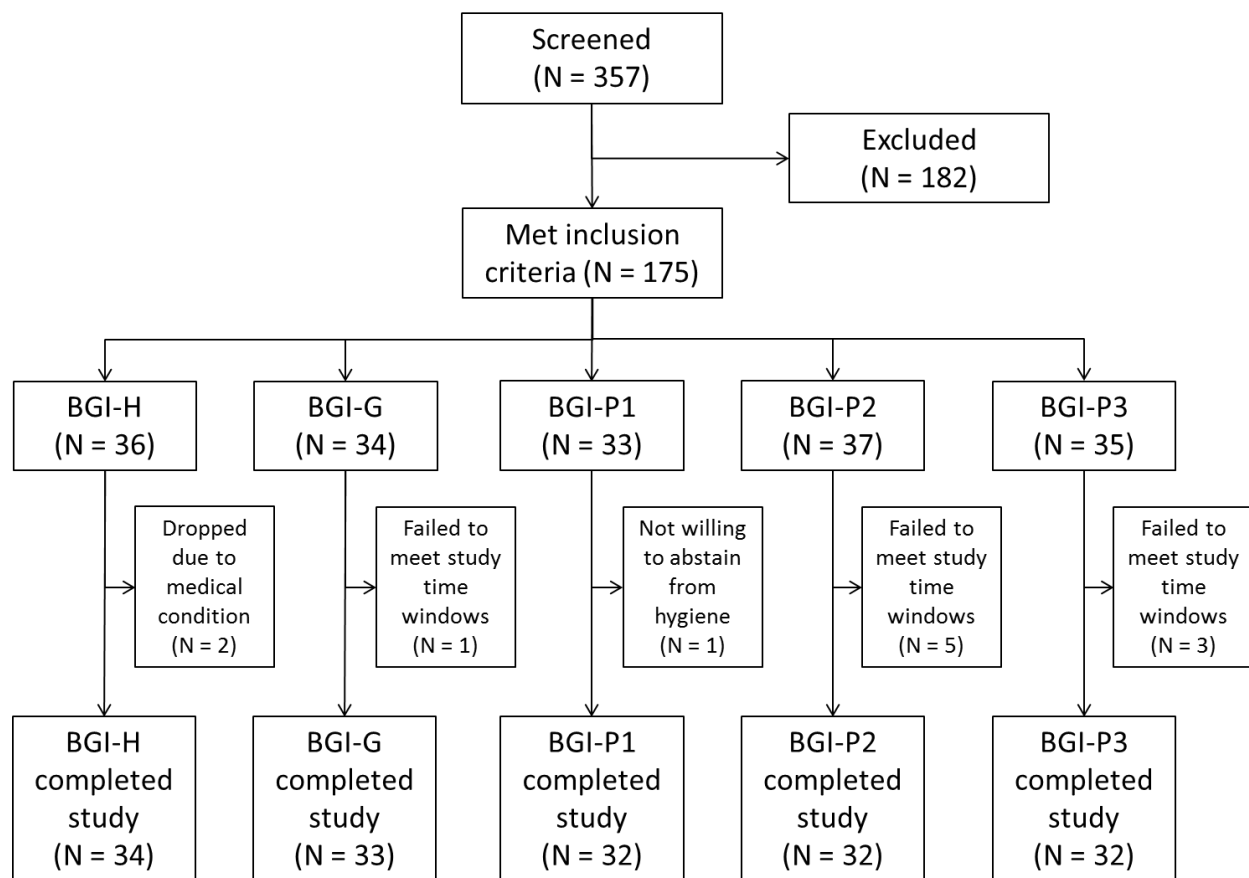 Screened
(N = 357)
Excluded
(N = 182)
Met inclusion
criteria (N = 175)
BGI-H
(N = 36)
BGI-G
(N = 34)
BGI-P1
(N = 33)
BGI-P2
(N = 37)
BGI-P3
(N = 35)
Dropped
due to
medical
condition
(N = 2)
Failed to
meet study
time
windows
(N = 1)
Not willing
to abstain
from
hygiene
(N = 1)
Failed to
meet study
time
windows
(N = 5)
Failed to
meet study
time
windows
(N = 3)
BGI-H
completed
study
(N = 34)
BGI-G
completed
study
(N = 33)
BGI-P1
completed
study
(N = 32)
BGI-P2
completed
study
(N = 32)
BGI-P3
completed
study
(N = 32)